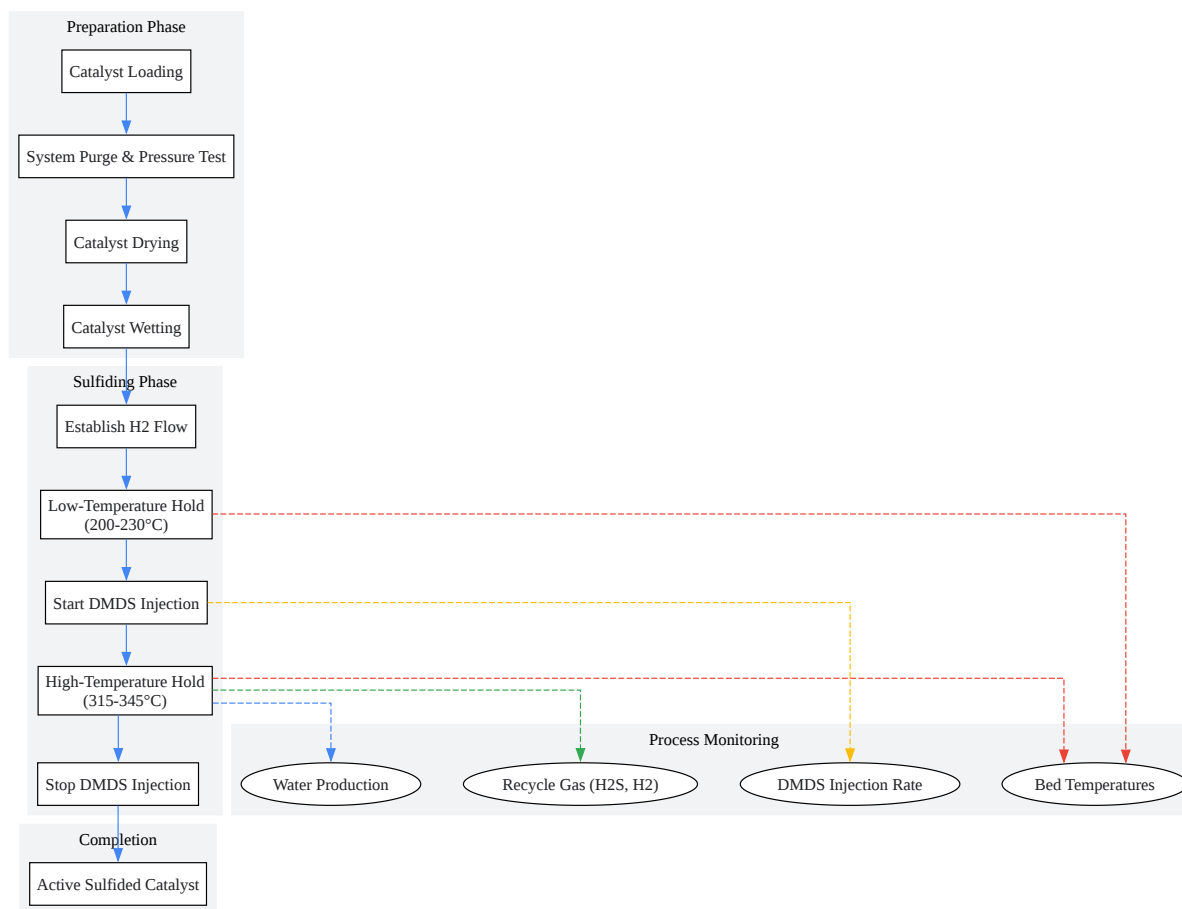 Preparation Phase
Catalyst Loading
System Purge & Pressure Test
Catalyst Drying
Catalyst Wetting
Sulfiding Phase
Establish H2 Flow
Low-Temperature Hold
(200-230°C)
Start DMDS Injection
High-Temperature Hold
(315-345°C)
Stop DMDS Injection
Process Monitoring
Water Production
Recycle Gas (H2S, H2)
DMDS Injection Rate
Bed Temperatures
Completion
Active Sulfided Catalyst